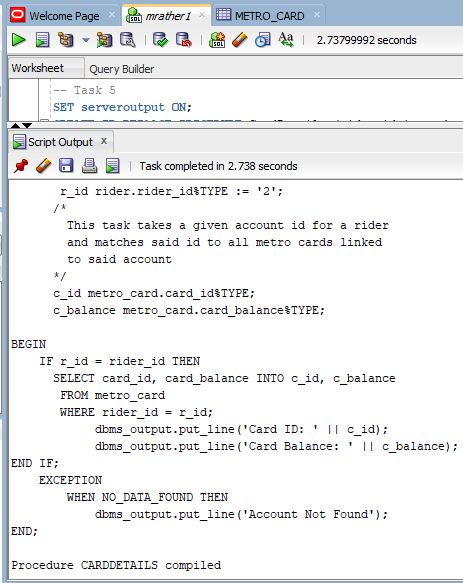 Welcome Page mrather1 METRO_CARD
2.73799992 seconds
Worksheet Query Builder
-- Task 5
SET serveroutput ON;
Script Output x
Task completed in 2.738 seconds
r_id rider.rider_id%TYPE := '2';
/*
This task takes a given account id for a rider
and matches said id to all metro cards linked
to said account
*/
c_id metro_card.card_id%TYPE;
c_balance metro_card.card_balance%TYPE;
BEGIN
IF r_id = rider_id THEN
SELECT card_id, card_balance INTO c_id, c_balance
FROM metro_card
WHERE rider_id = r_id;
dbms_output.put_line('Card ID: ' || c_id);
dbms_output.put_line('Card Balance: ' || c_balance);
END IF;
EXCEPTION
WHEN NO_DATA_FOUND THEN
dbms_output.put_line('Account Not Found');
END;
Procedure CARDDETAILS compiled